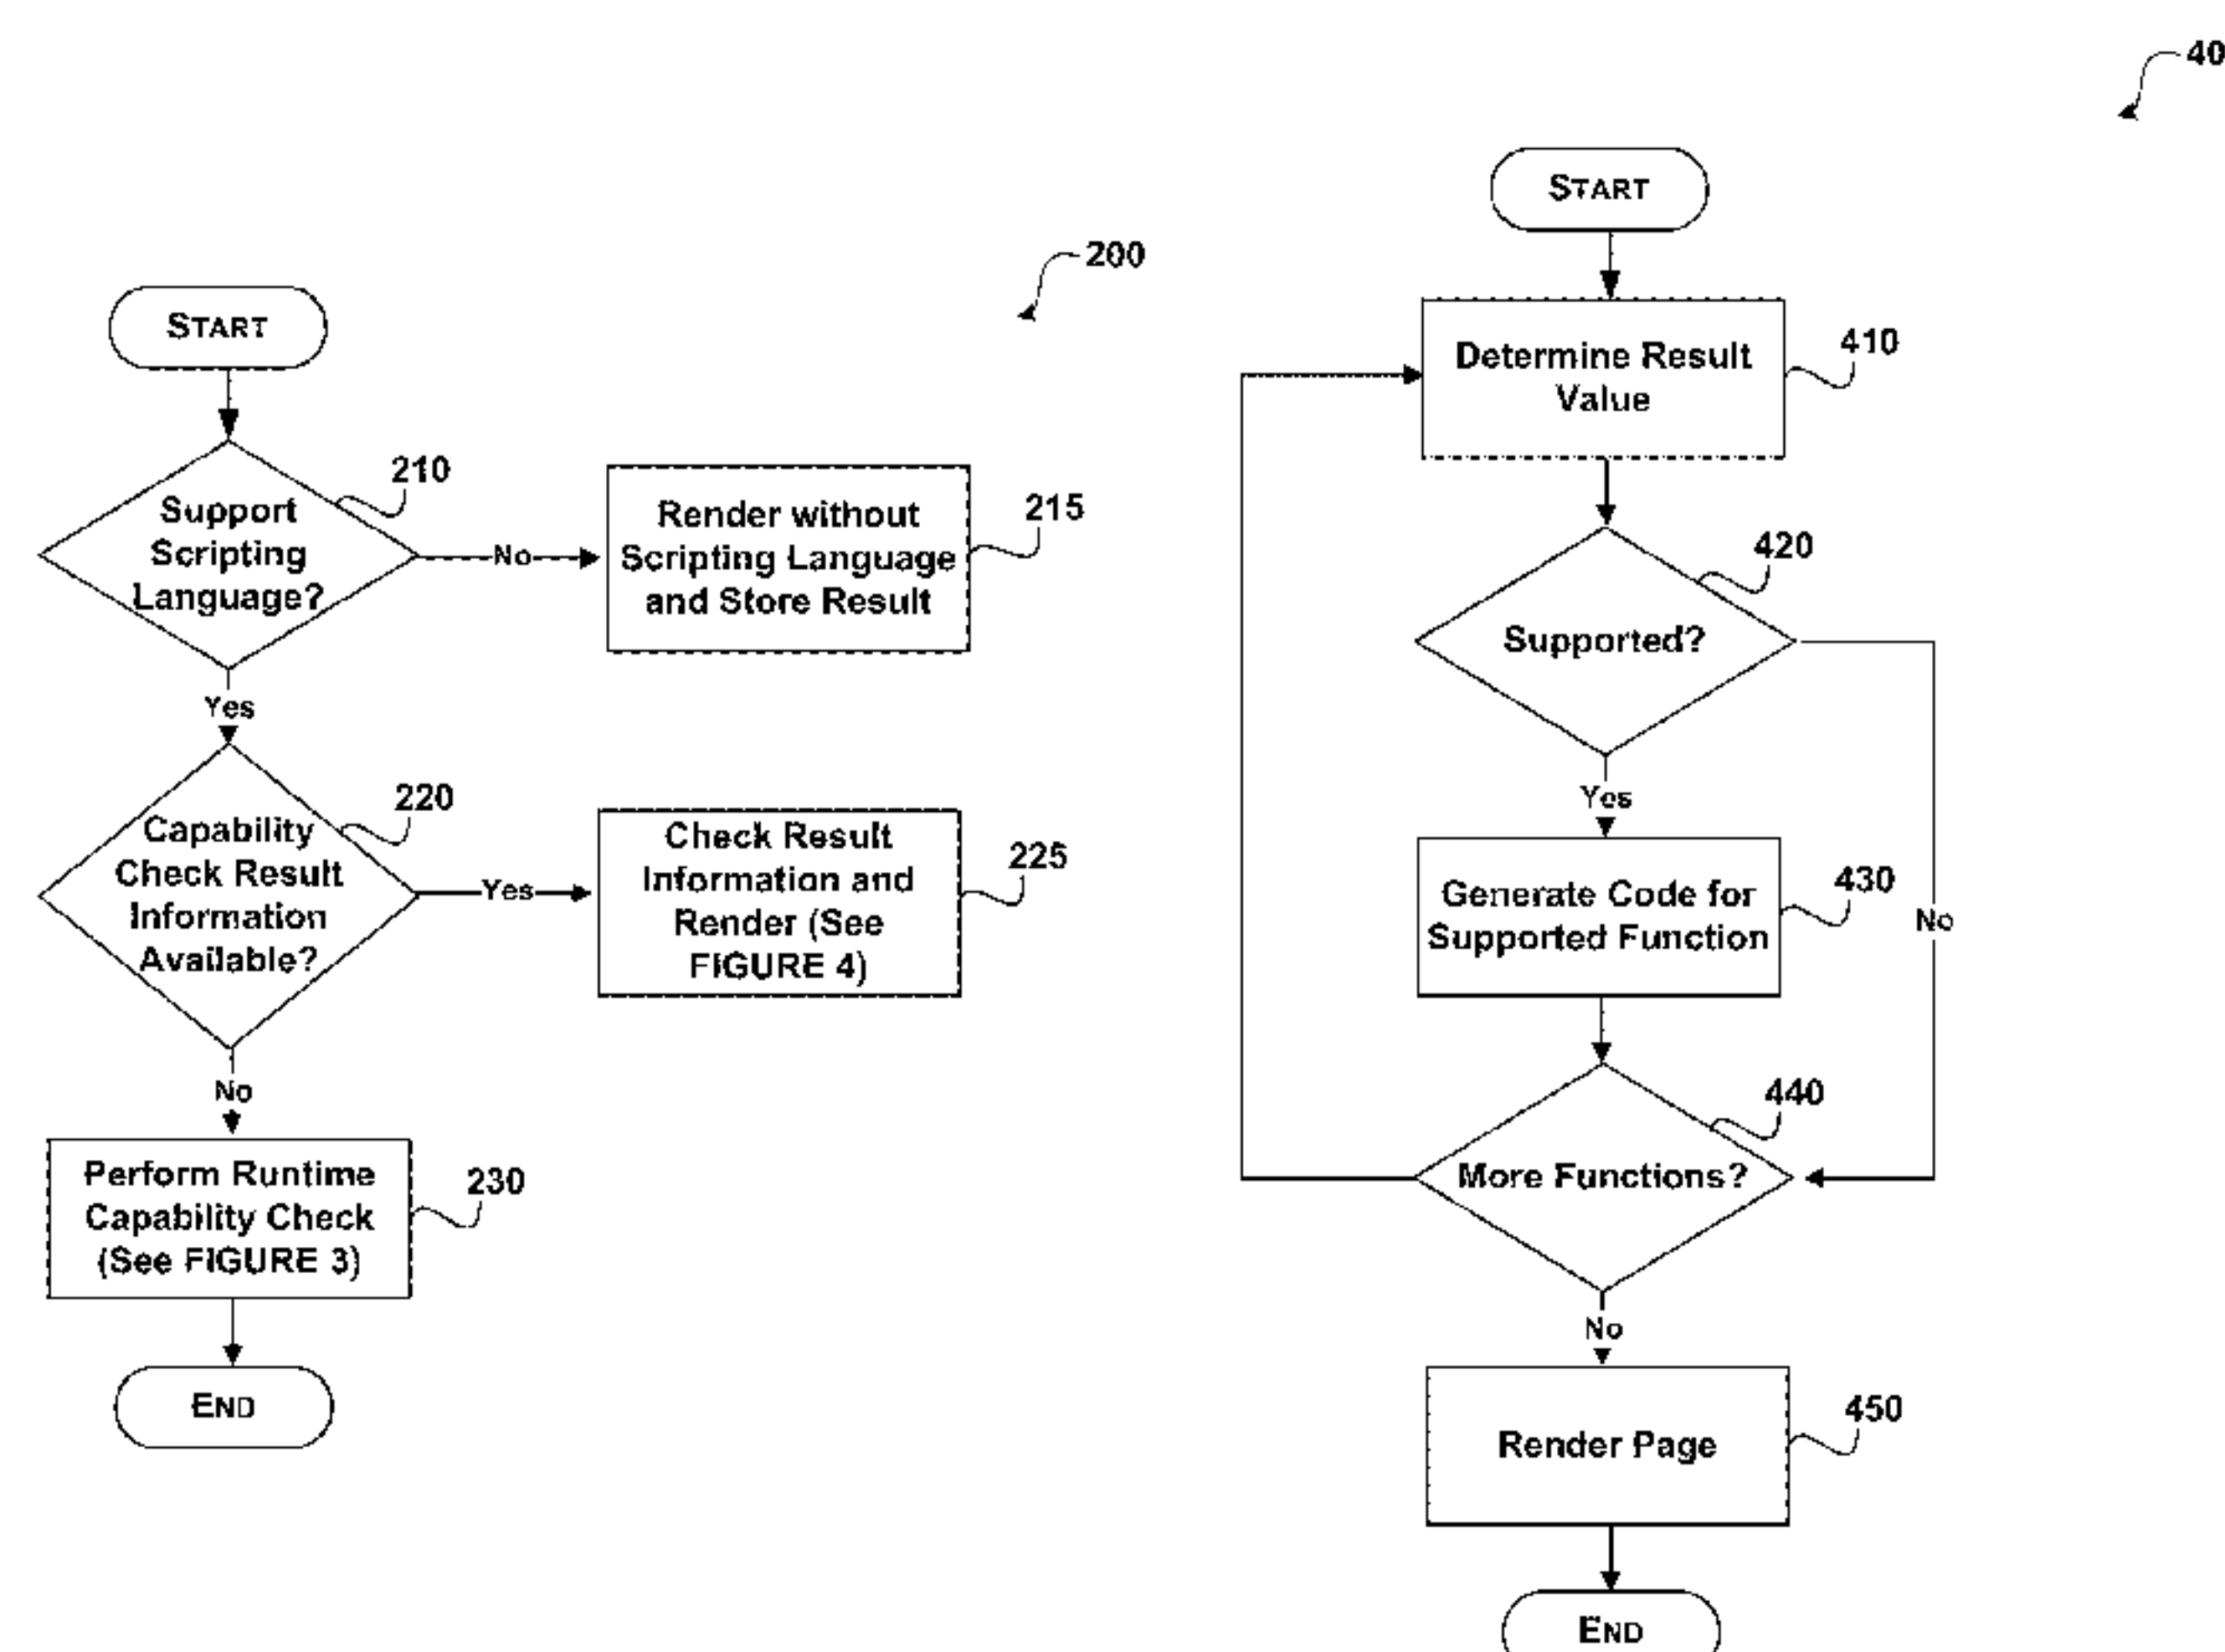 200
START
210
Support
Scripting
Language?
No
Render without
Scripting Language
and Store Result
215
Yes
220
Capability
Check Result
Information
Available?
Yes
Check Result
Information and
Render (See
FIGURE 4)
225
No
Perform Runtime
Capability Check
(See FIGURE 3)
230
END
40
START
Determine Result
Value
410
420
Supported?
Yes
No
Generate Code for
Supported Function
430
440
More Functions?
No
Render Page
450
END